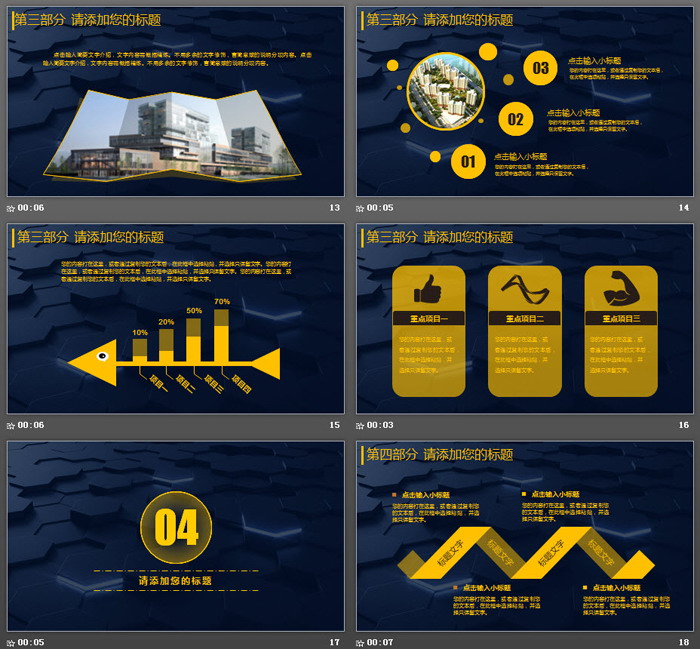 第三部分 请添加您的标题
点击输入简要文字介绍，文字内容需概括精炼，不用多余的文字修饰，言简意赅的说明分项内容。点击
输入简要文字介绍，文字内容需概括精炼，不用多余的文字修饰，言简意赅的说明分项内容。
00:06
13
第三部分 请添加您的标题
03
点击输入小标题
您的内容打在这里，或者通过复制您的文本后，
在此框中选择粘贴，并选择只保留文字。
02
点击输入小标题
您的内容打在这里，或者通过复制您的文本后，
在此框中选择粘贴，并选择只保留文字。
01
点击输入小标题
您的内容打在这里，或者通过复制您的文本后，
在此框中选择粘贴，并选择只保留文字。
00:05
14
第三部分 请添加您的标题
您的内容打在这里，或者通过复制您的文本后，在此框中选择粘贴，并选择只保留文字。您的内容打
在这里，或者通过复制您的文本后，在此框中选择粘贴，并选择只保留文字。您的内容打在这里，或
者通过复制您的文本后，在此框中选择粘贴，并选择只保留文字。
10%
20%
50%
70%
项目一
项目二
项目三
项目四
00:06
15
第三部分 请添加您的标题
重点项目一
您的内容打在这里，或
者通过复制您的文本后，
在此框中选择粘贴，并
选择只保留文字。
重点项目二
您的内容打在这里，或
者通过复制您的文本后，
在此框中选择粘贴，并
选择只保留文字。
重点项目三
您的内容打在这里，或
者通过复制您的文本后，
在此框中选择粘贴，并
选择只保留文字。
00:03
16
04
请添加您的标题
00:05
17
第四部分 请添加您的标题
点击输入小标题
您的内容打在这里，或者通过复制您
的文本后，在此框中选择粘贴，并选
择只保留文字。
点击输入小标题
您的内容打在这里，或者通过复制您
的文本后，在此框中选择粘贴，并选
择只保留文字。
标题文字
标题文字
标题文字
标题文字
点击输入小标题
您的内容打在这里，或者通过复制您
的文本后，在此框中选择粘贴，并选
择只保留文字。
点击输入小标题
您的内容打在这里，或者通过复制您
的文本后，在此框中选择粘贴，并选
择只保留文字。
00:07
18